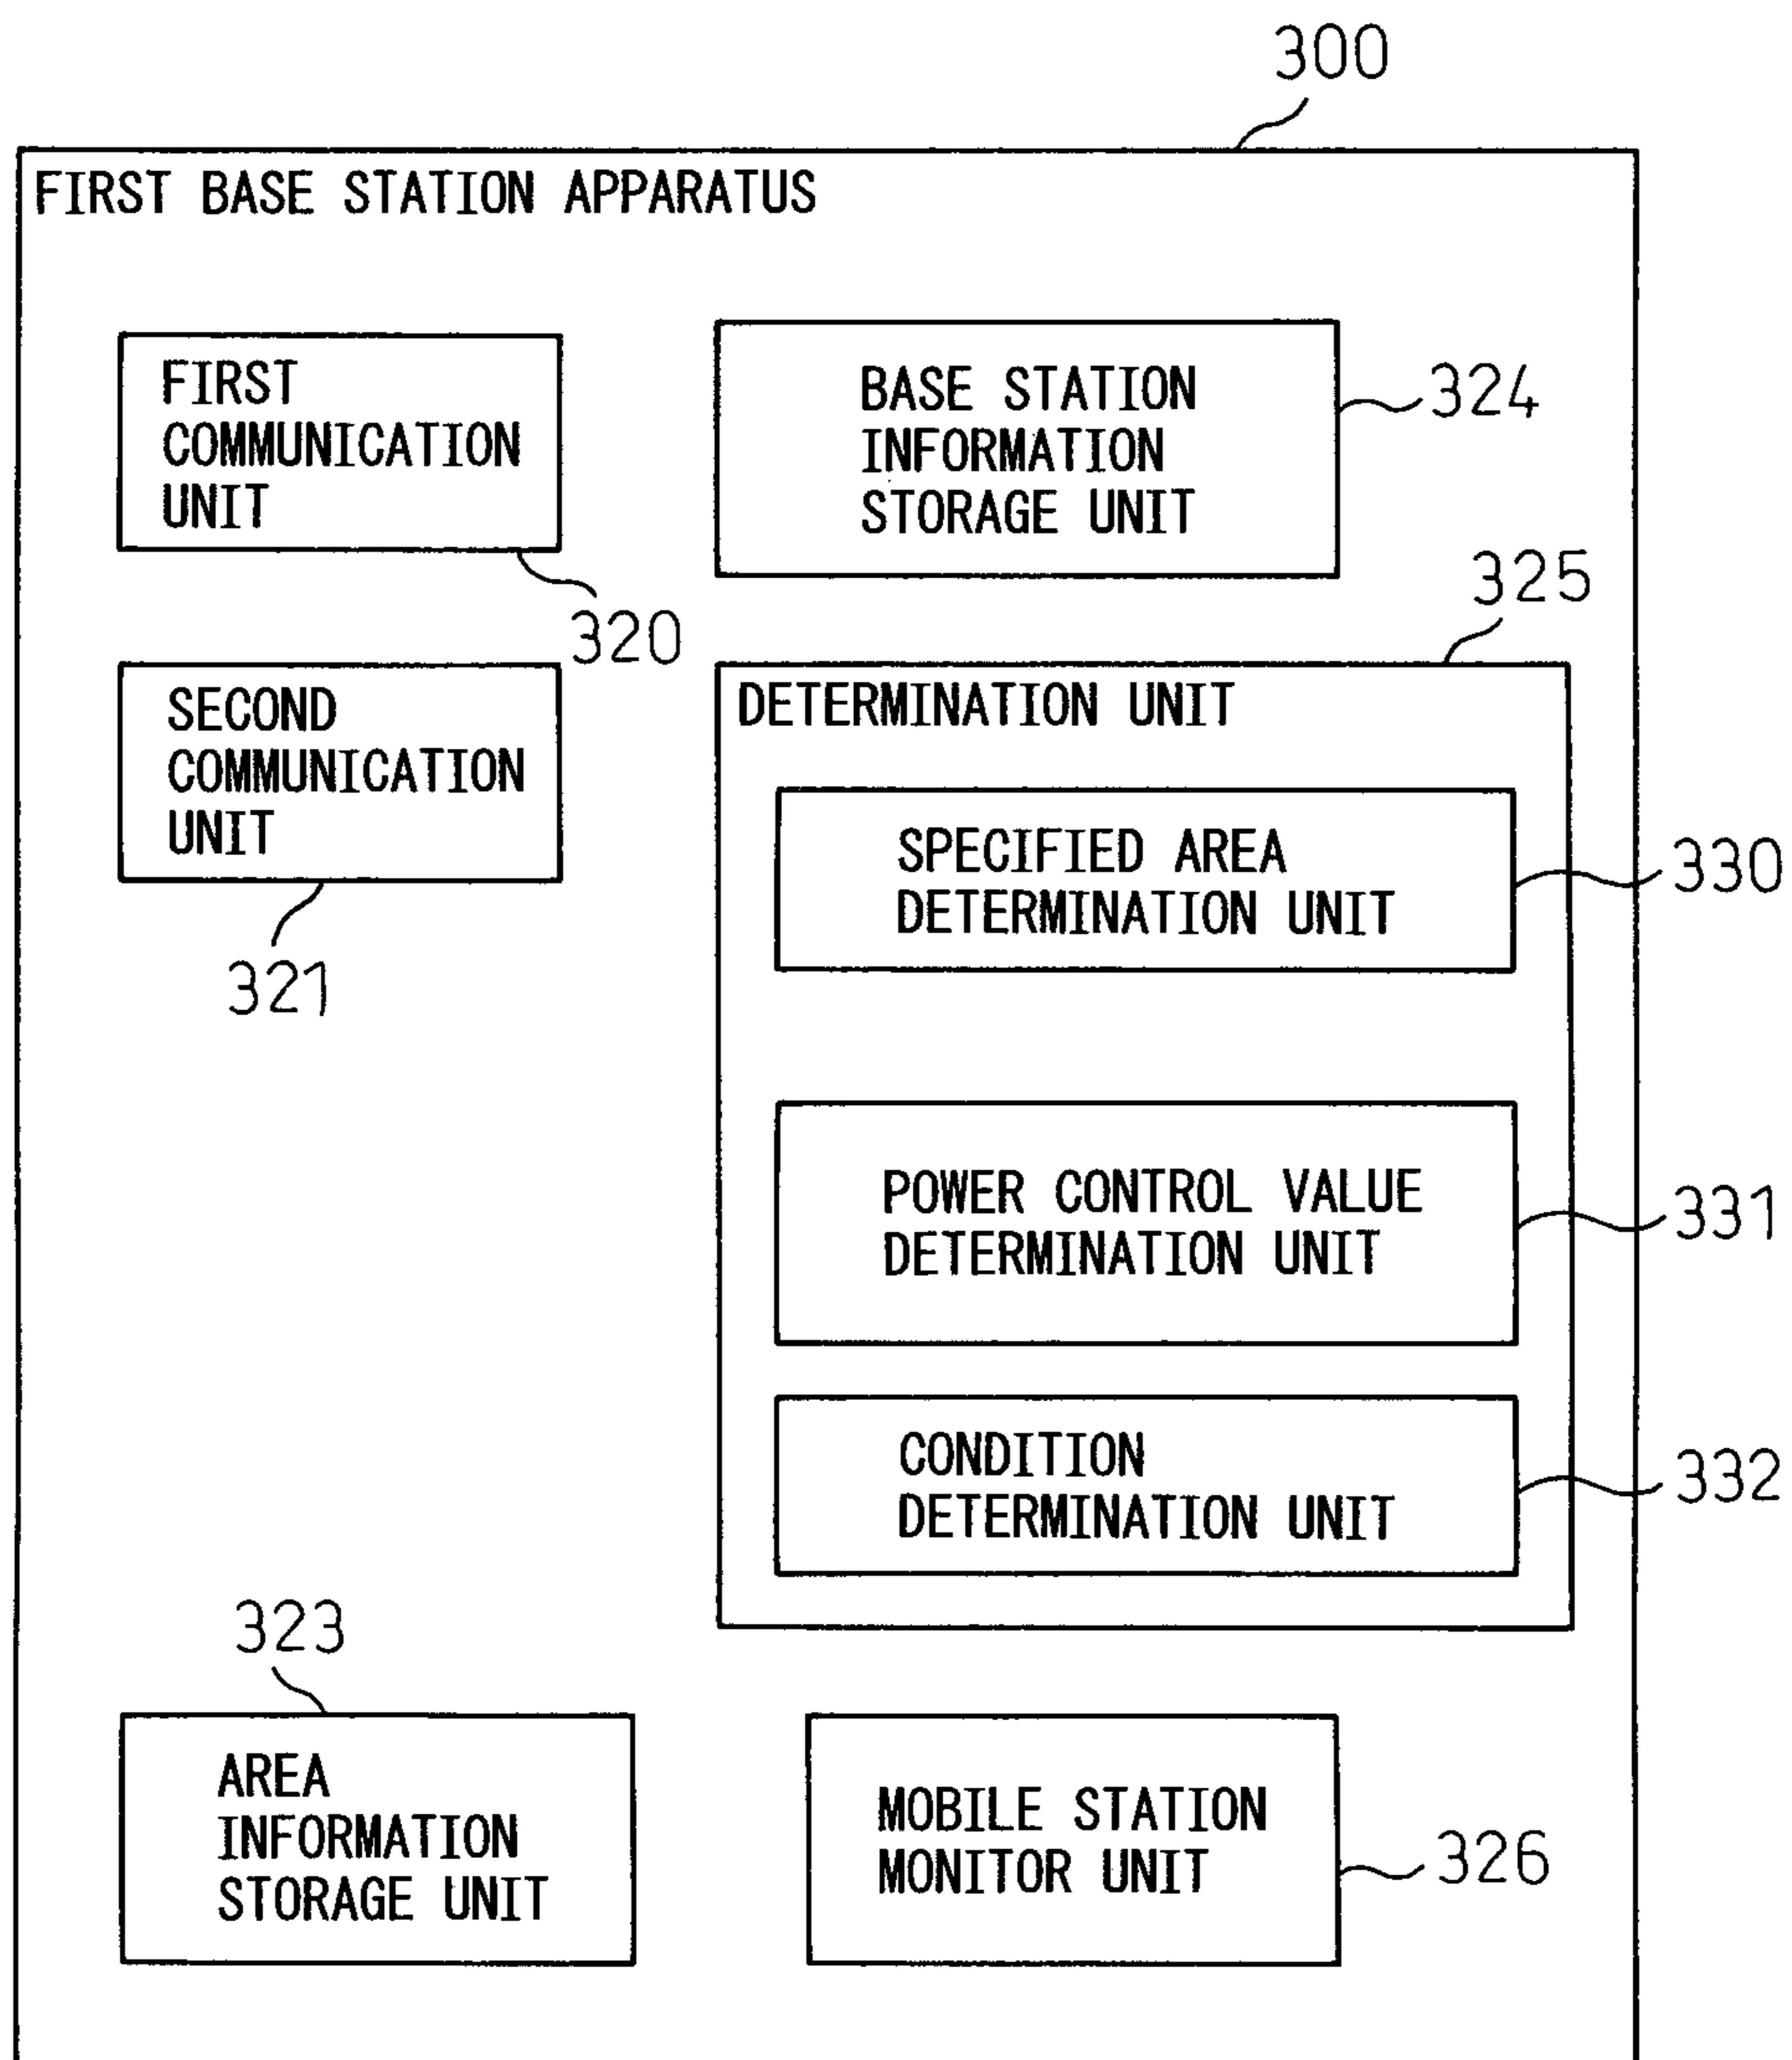 300
FIRST BASE STATION APPARATUS
FIRST
COMMUNICATION
UNIT
320
BASE STATION
INFORMATION
STORAGE UNIT
324
SECOND
COMMUNICATION
UNIT
321
325
DETERMINATION UNIT
SPECIFIED AREA
DETERMINATION UNIT
330
POWER CONTROL VALUE
DETERMINATION UNIT
331
CONDITION
DETERMINATION UNIT
332
323
AREA
INFORMATION
STORAGE UNIT
MOBILE STATION
MONITOR UNIT
326